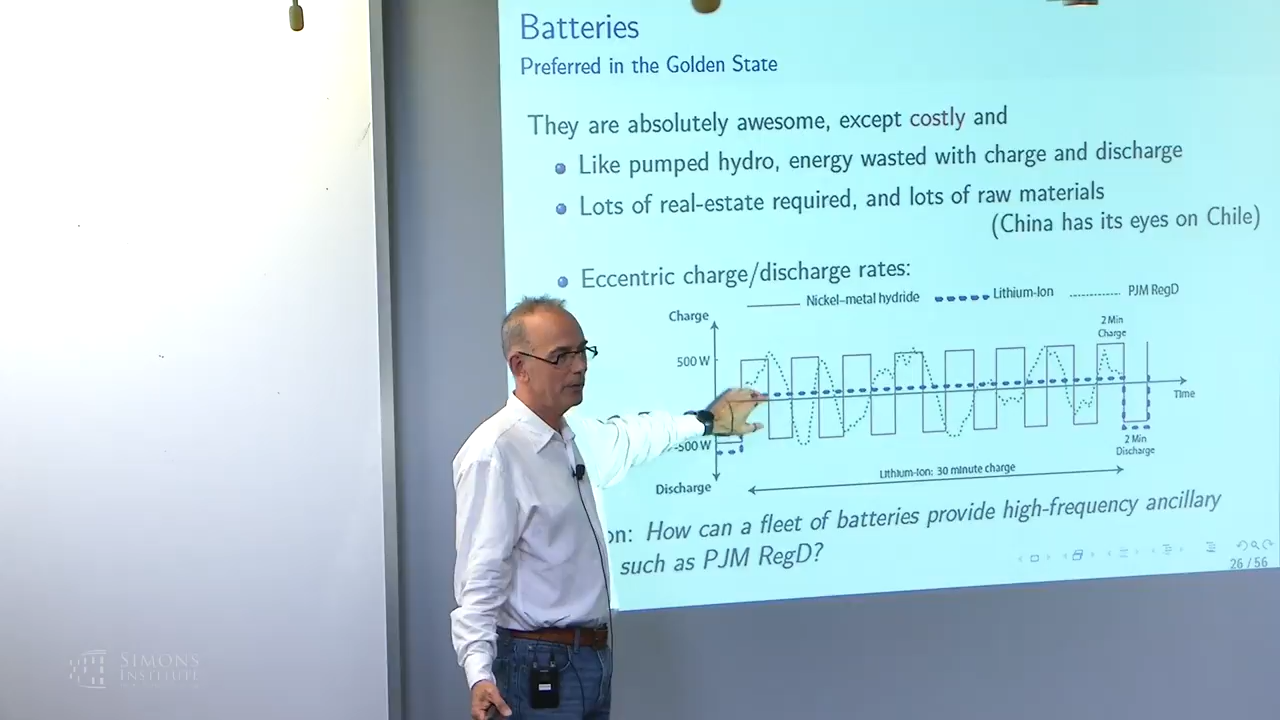 Batteries
Preferred in the Golden State
They are absolutely awesome, except costly and
Like pumped hydro, energy wasted with charge and discharge
Lots of real-estate required, and lots of raw materials
(China has its eyes on Chile)
Eccentric charge/discharge rates:
Nickel–metal hydride Lithium-Ion PJM RegD
Charge
2 Min
Charge
500 W
Time
-500 W
2 Min
Discharge
Lithium-Ion: 30 minute charge
Discharge
on: How can a fleet of batteries provide high-frequency ancillary
such as PJM RegD?
26 / 56
SIMONS
INSTITUTE